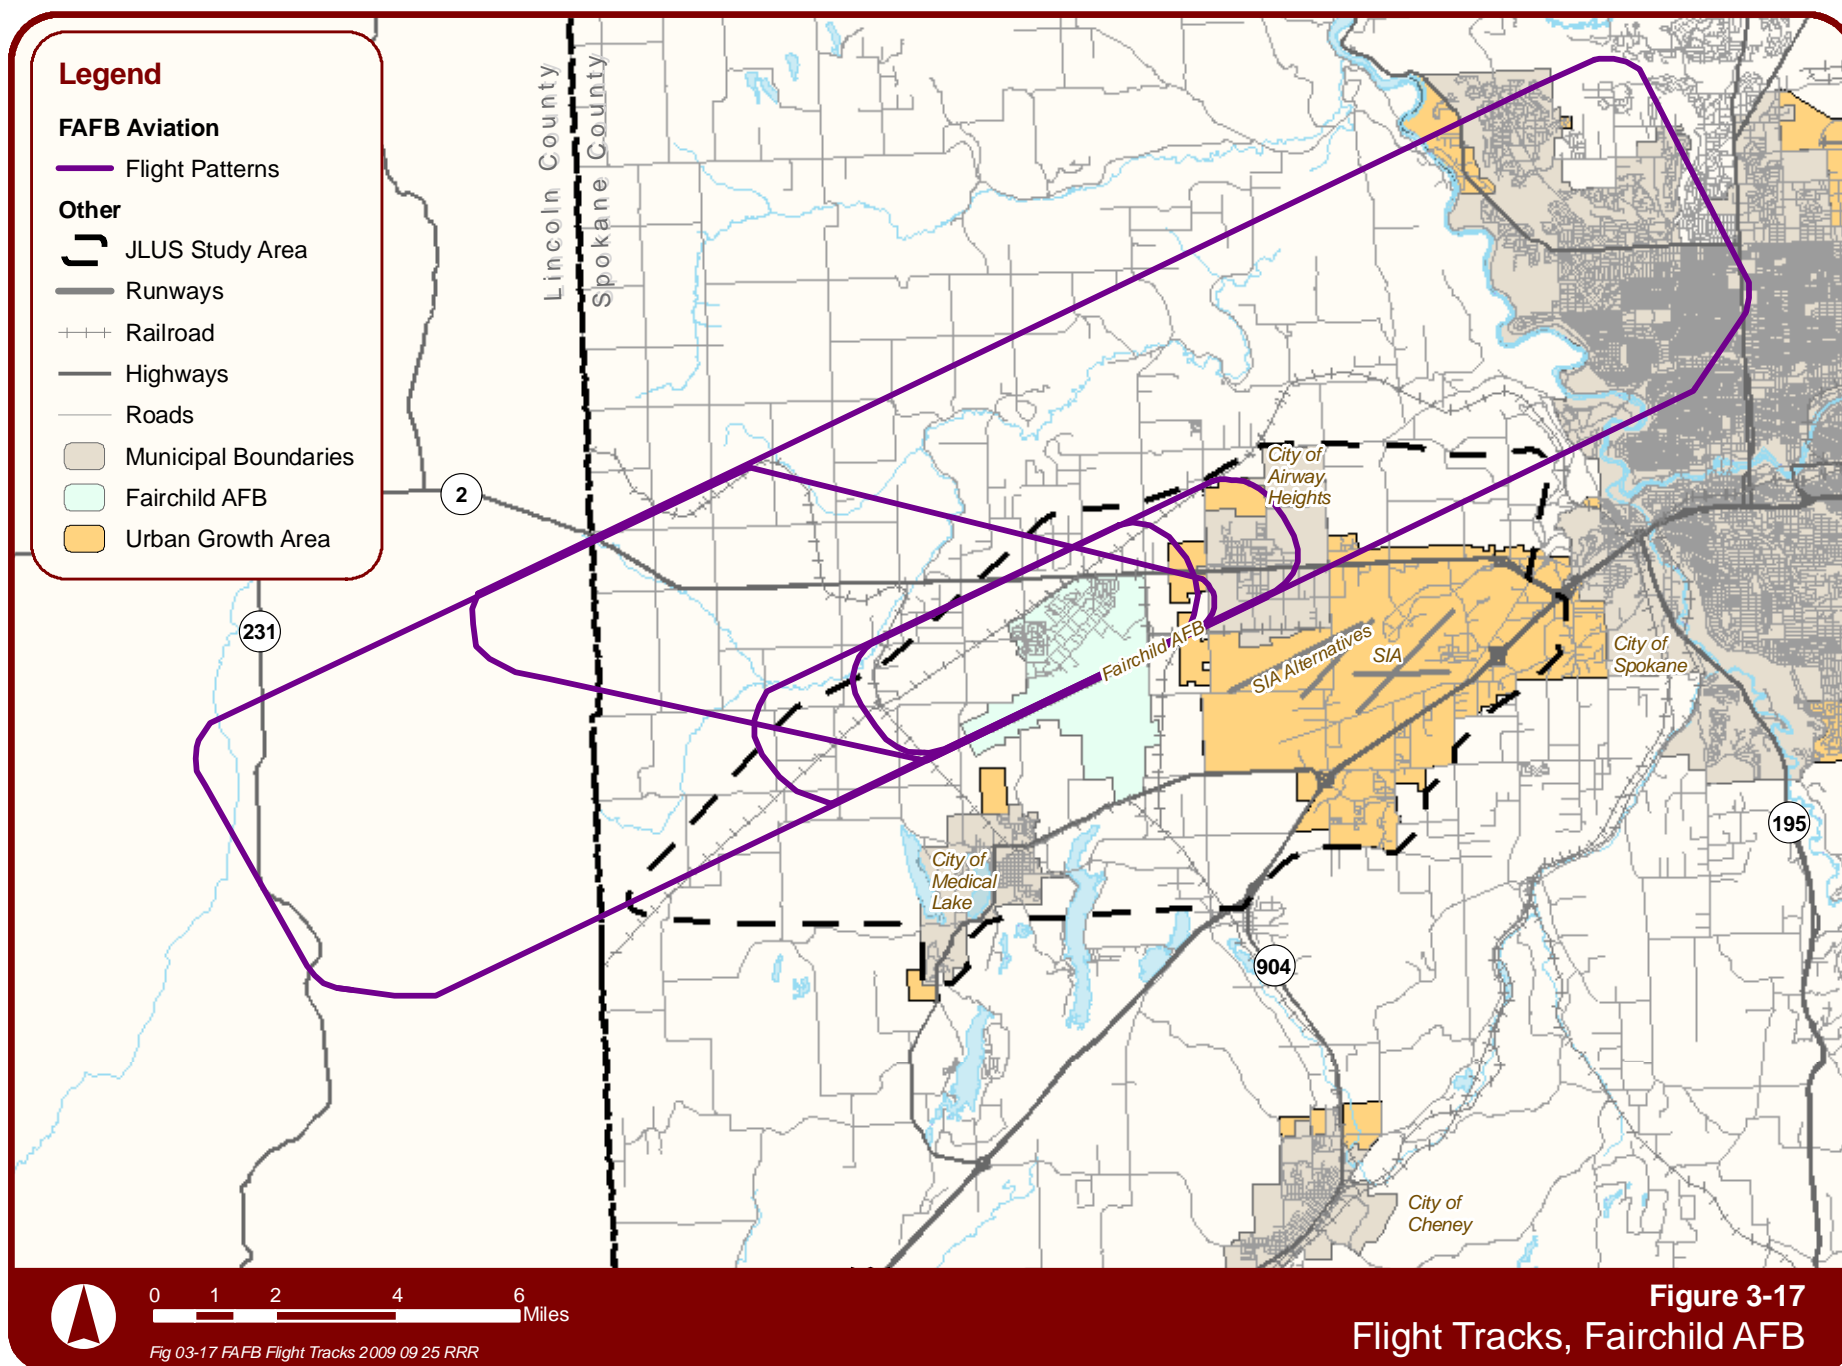 Legend
FAFB Aviation
Flight Patterns
Other
JLUS Study Area
Runways
Railroad
Highways
Roads
Municipal Boundaries
Fairchild AFB
Urban Growth Area
Lincoln County
Spokane County
2
231
City of
Airway
Heights
Fairchild AFB
SIA Alternatives
SIA
City of
Spokane
195
City of
Medical
Lake
904
City of
Cheney
0 1 2 4 6
Miles
Fig 03-17 FAFB Flight Tracks 2009 09 25 RRR
Figure 3-17
Flight Tracks, Fairchild AFB